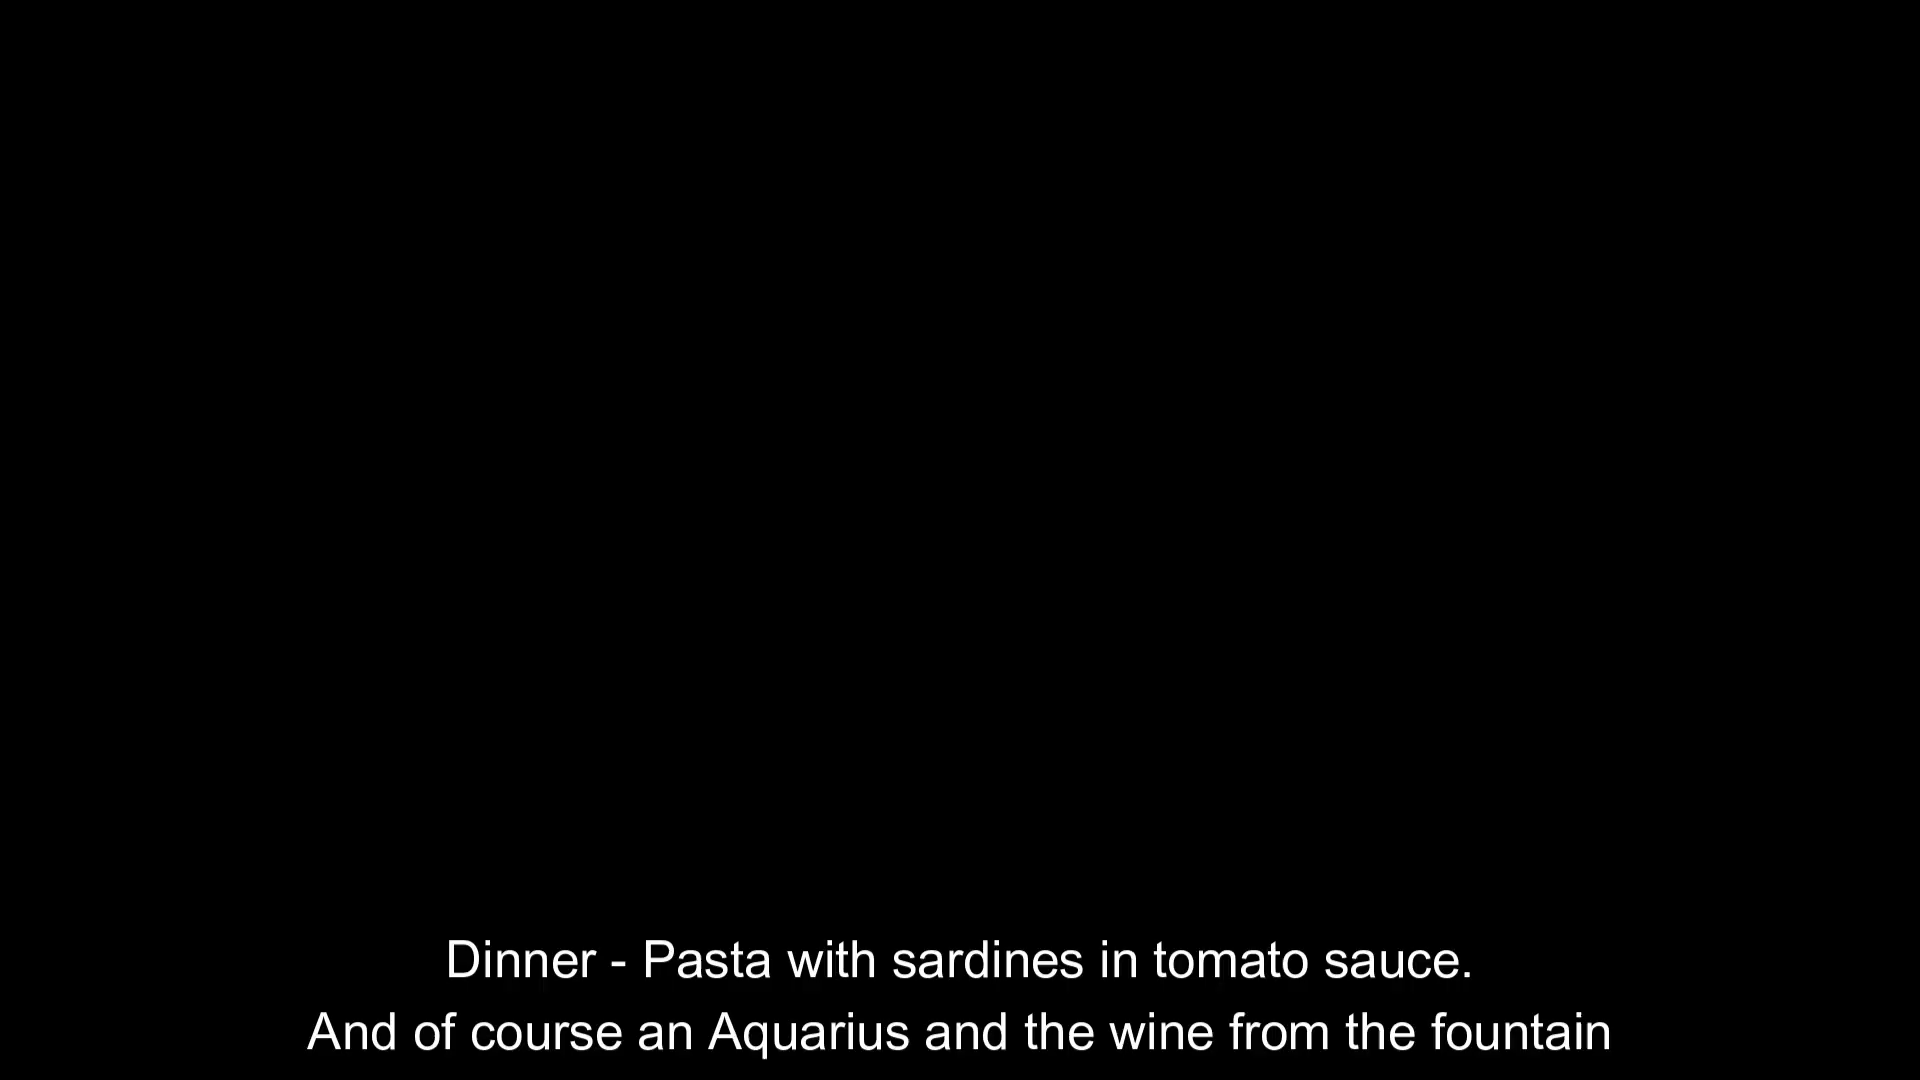 Dinner - Pasta with sardines in tomato sauce.
And of course an Aquarius and the wine from the fountain